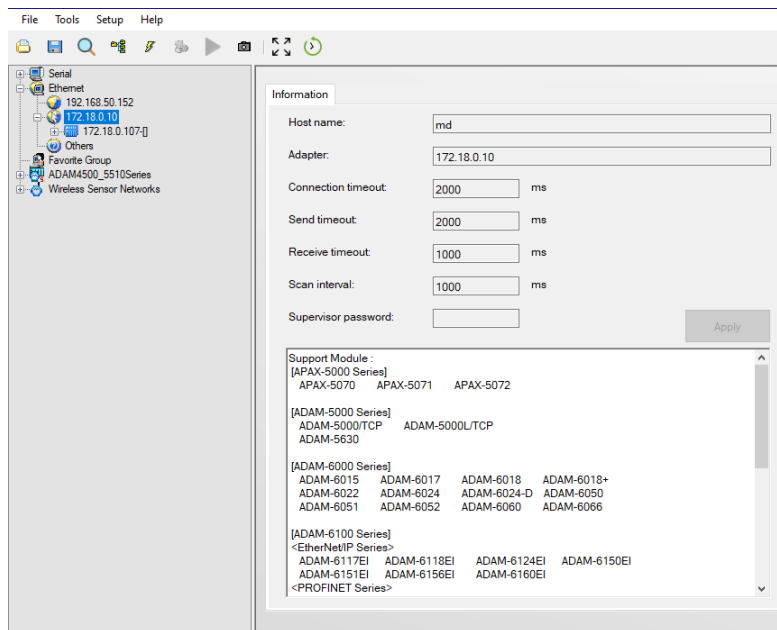 File Tools Setup Help
Serial
Ethernet
192.168.50.152
172.18.0.10
172.18.0.107-[]
Others
Favorite Group
ADAM4500_5510Series
Wireless Sensor Networks
Information
Host name: md
Adapter: 172.18.0.10
Connection timeout: 2000 ms
Send timeout: 2000 ms
Receive timeout: 1000 ms
Scan interval: 1000 ms
Supervisor password:
Apply
Support Module :
[APAX-5000 Series]
APAX-5070 APAX-5071 APAX-5072
[ADAM-5000 Series]
ADAM-5000/TCP ADAM-5000L/TCP
ADAM-5630
[ADAM-6000 Series]
ADAM-6015 ADAM-6017 ADAM-6018 ADAM-6018+
ADAM-6022 ADAM-6024 ADAM-6024-D ADAM-6050
ADAM-6051 ADAM-6052 ADAM-6060 ADAM-6066
[ADAM-6100 Series]
<EtherNet/IP Series>
ADAM-6117EI ADAM-6118EI ADAM-6124EI ADAM-6150EI
ADAM-6151EI ADAM-6156EI ADAM-6160EI
<PROFINET Series>